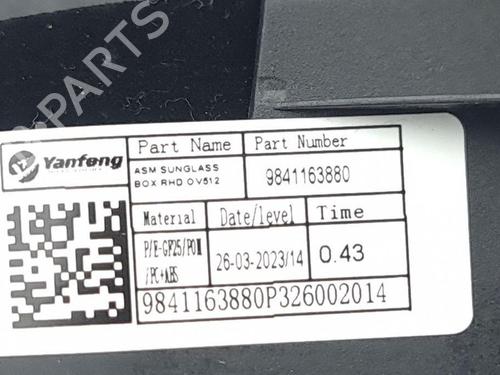 B-PARTS
Yanfeng
Part Name
Part Number
ASM SUNGLASS
BOX RHD OV512
9841163880
Material
Date/level
Time
P/E-GF25/POM
/PC+ABS
26-03-2023/14
0.43
9841163880P326002014